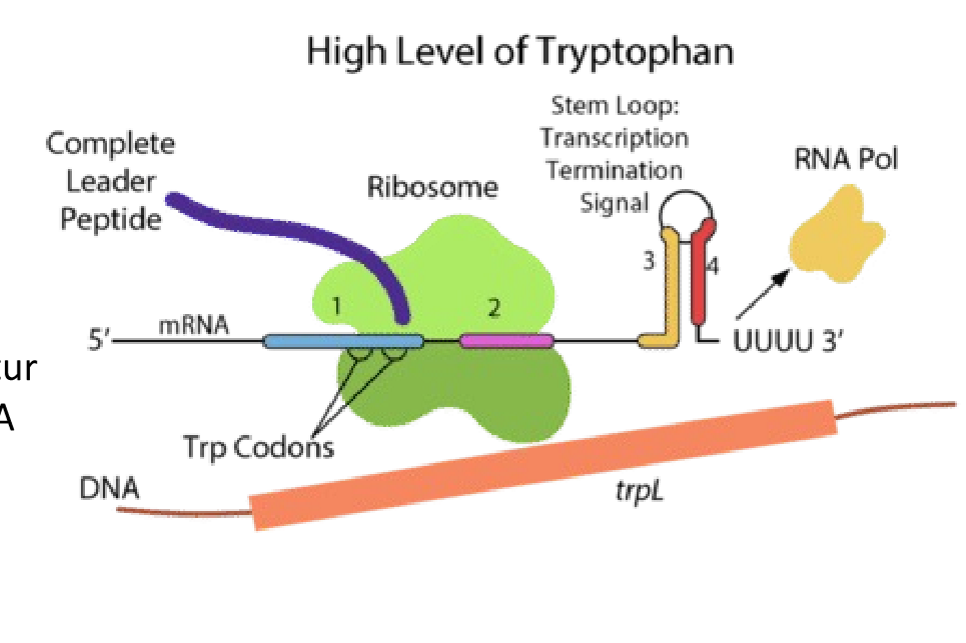 High Level of Tryptophan
Stem Loop:
Transcription
Termination
Signal
Complete
Leader
Peptide
Ribosome
RNA Pol
3
4
1
2
5′
mRNA
UUUU 3′
Trp Codons
DNA
trpL